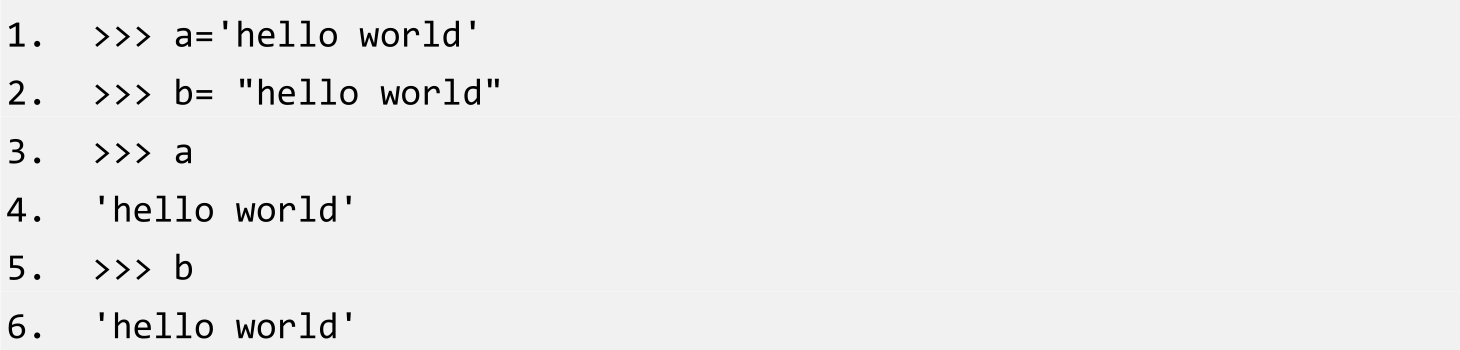 1. >>> a='hello world'
2. >>> b= "hello world"
3. >>> a
4. 'hello world'
5. >>> b
6. 'hello world'